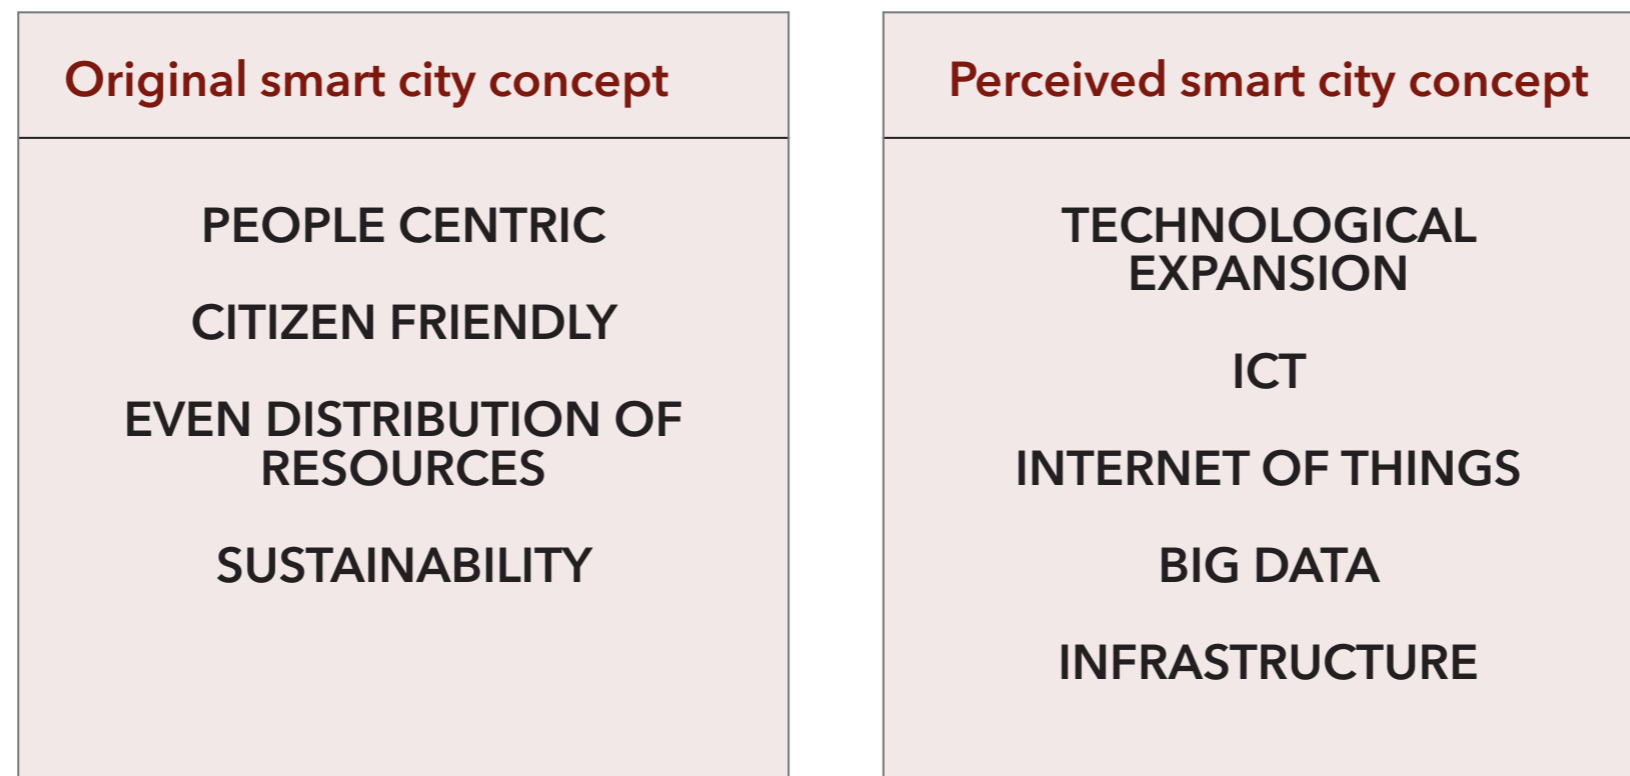 Original smart city concept
PEOPLE CENTRIC
CITIZEN FRIENDLY
EVEN DISTRIBUTION OF
RESOURCES
SUSTAINABILITY
Perceived smart city concept
TECHNOLOGICAL
EXPANSION
ICT
INTERNET OF THINGS
BIG DATA
INFRASTRUCTURE